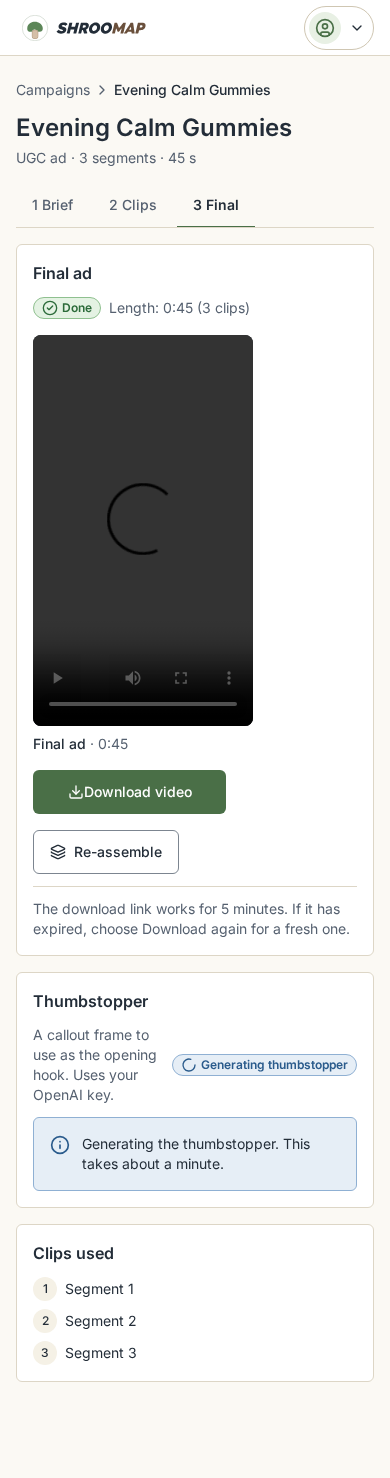 SHROOMAP
Campaigns > Evening Calm Gummies
Evening Calm Gummies
UGC ad · 3 segments · 45 s
1 Brief 2 Clips 3 Final
Final ad
Done Length: 0:45 (3 clips)
Final ad · 0:45
Download video
Re-assemble
The download link works for 5 minutes. If it has
expired, choose Download again for a fresh one.
Thumbstopper
A callout frame to
use as the opening
hook. Uses your
OpenAI key.
Generating thumbstopper
Generating the thumbstopper. This
takes about a minute.
Clips used
1 Segment 1
2 Segment 2
3 Segment 3